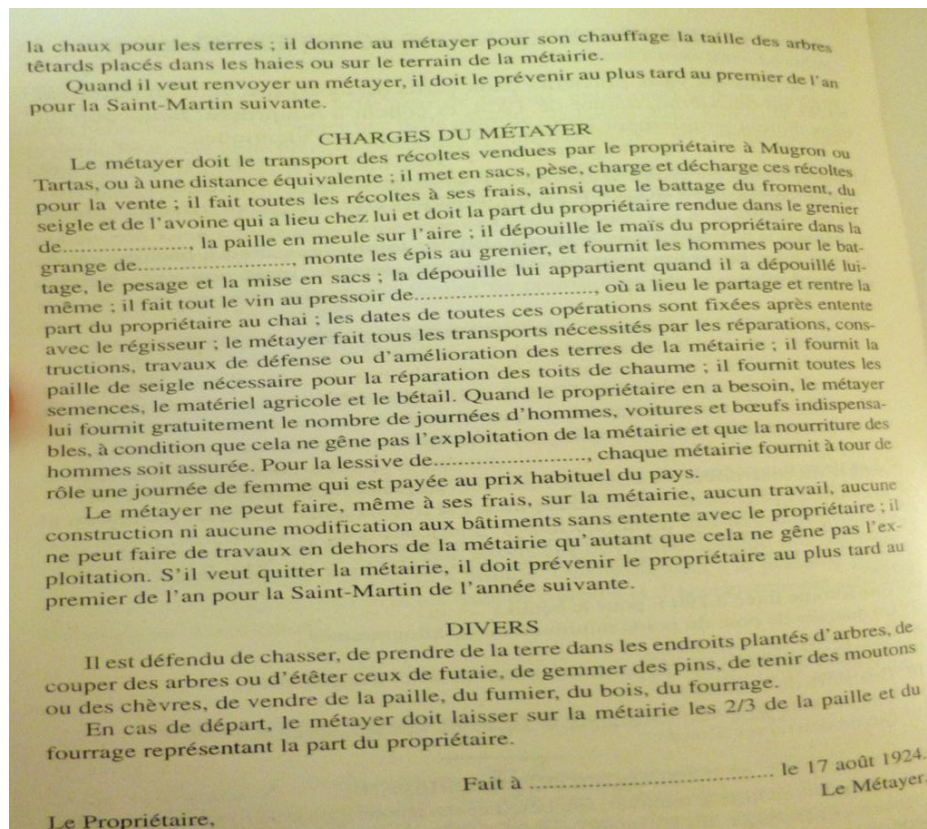 la chaux pour les terres ; il donne au métayer pour son chauffage la taille des arbres
têtards placés dans les haies ou sur le terrain de la métairie.
Quand il veut renvoyer un métayer, il doit le prévenir au plus tard au premier de l'an
pour la Saint-Martin suivante.
CHARGES DU MÉTAYER
Le métayer doit le transport des récoltes vendues par le propriétaire à Mugron ou
Tartas, ou à une distance équivalente ; il met en sacs, pèse, charge et décharge ces récoltes
pour la vente ; il fait toutes les récoltes à ses frais, ainsi que le battage du froment, du
seigle et de l'avoine qui a lieu chez lui et doit la part du propriétaire rendue dans le grenier
de......................, la paille en meule sur l'aire ; il dépouille le maïs du propriétaire dans la
grange de..........................., monte les épis au grenier, et fournit les hommes pour le bat-
tage, le pesage et la mise en sacs ; la dépouille lui appartient quand il a dépouillé lui-
même ; il fait tout le vin au pressoir de..............................., où a lieu le partage et rentre la
part du propriétaire au chai ; les dates de toutes ces opérations sont fixées après entente
avec le régisseur ; le métayer fait tous les transports nécessités par les réparations, cons-
tructions, travaux de défense ou d'amélioration des terres de la métairie ; il fournit la
paille de seigle nécessaire pour la réparation des toits de chaume ; il fournit toutes les
semences, le matériel agricole et le bétail. Quand le propriétaire en a besoin, le métayer
lui fournit gratuitement le nombre de journées d'hommes, voitures et bœufs indispensa-
bles, à condition que cela ne gêne pas l'exploitation de la métairie et que la nourriture des
hommes soit assurée. Pour la lessive de..........................., chaque métairie fournit à tour de
rôle une journée de femme qui est payée au prix habituel du pays.
Le métayer ne peut faire, même à ses frais, sur la métairie, aucun travail, aucune
construction ni aucune modification aux bâtiments sans entente avec le propriétaire ; il
ne peut faire de travaux en dehors de la métairie qu'autant que cela ne gêne pas l'ex-
ploitation. S'il veut quitter la métairie, il doit prévenir le propriétaire au plus tard au
premier de l'an pour la Saint-Martin de l'année suivante.
DIVERS
Il est défendu de chasser, de prendre de la terre dans les endroits plantés d'arbres, de
couper des arbres ou d'étêter ceux de futaie, de gemmer des pins, de tenir des moutons
ou des chèvres, de vendre de la paille, du fumier, du bois, du fourrage.
En cas de départ, le métayer doit laisser sur la métairie les 2/3 de la paille et du
fourrage représentant la part du propriétaire.
Fait à ........................................... le 17 août 1924.
Le Métayer,
Le Propriétaire,